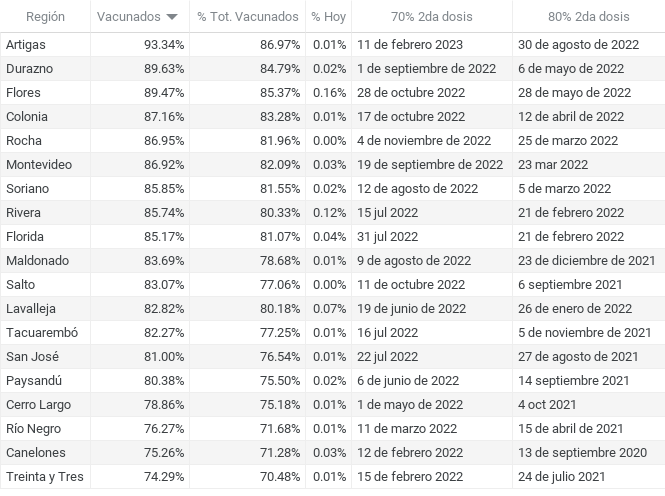 Región Vacunados % Tot. Vacunados % Hoy 70% 2da dosis 80% 2da dosis
Artigas 93.34% 86.97% 0.01% 11 de febrero 2023 30 de agosto de 2022
Durazno 89.63% 84.79% 0.02% 1 de septiembre de 2022 6 de mayo de 2022
Flores 89.47% 85.37% 0.16% 28 de octubre 2022 28 de mayo de 2022
Colonia 87.16% 83.28% 0.01% 17 de octubre 2022 12 de abril de 2022
Rocha 86.95% 81.96% 0.00% 4 de noviembre de 2022 25 de marzo 2022
Montevideo 86.92% 82.09% 0.03% 19 de septiembre de 2022 23 mar 2022
Soriano 85.85% 81.55% 0.02% 12 de agosto de 2022 5 de marzo 2022
Rivera 85.74% 80.33% 0.12% 15 jul 2022 21 de febrero 2022
Florida 85.17% 81.07% 0.04% 31 jul 2022 21 de febrero 2022
Maldonado 83.69% 78.68% 0.01% 9 de agosto de 2022 23 de diciembre de 2021
Salto 83.07% 77.06% 0.00% 11 de octubre 2022 6 septiembre 2021
Lavalleja 82.82% 80.18% 0.07% 19 de junio de 2022 26 de enero de 2022
Tacuarembó 82.27% 77.25% 0.01% 16 jul 2022 5 de noviembre de 2021
San José 81.00% 76.54% 0.01% 22 jul 2022 27 de agosto de 2021
Paysandú 80.38% 75.50% 0.02% 6 de junio de 2022 14 septiembre 2021
Cerro Largo 78.86% 75.18% 0.01% 1 de mayo de 2022 4 oct 2021
Río Negro 76.27% 71.68% 0.01% 11 de marzo 2022 15 de abril de 2021
Canelones 75.26% 71.28% 0.03% 12 de febrero 2022 13 de septiembre 2020
Treinta y Tres 74.29% 70.48% 0.01% 15 de febrero 2022 24 de julio 2021